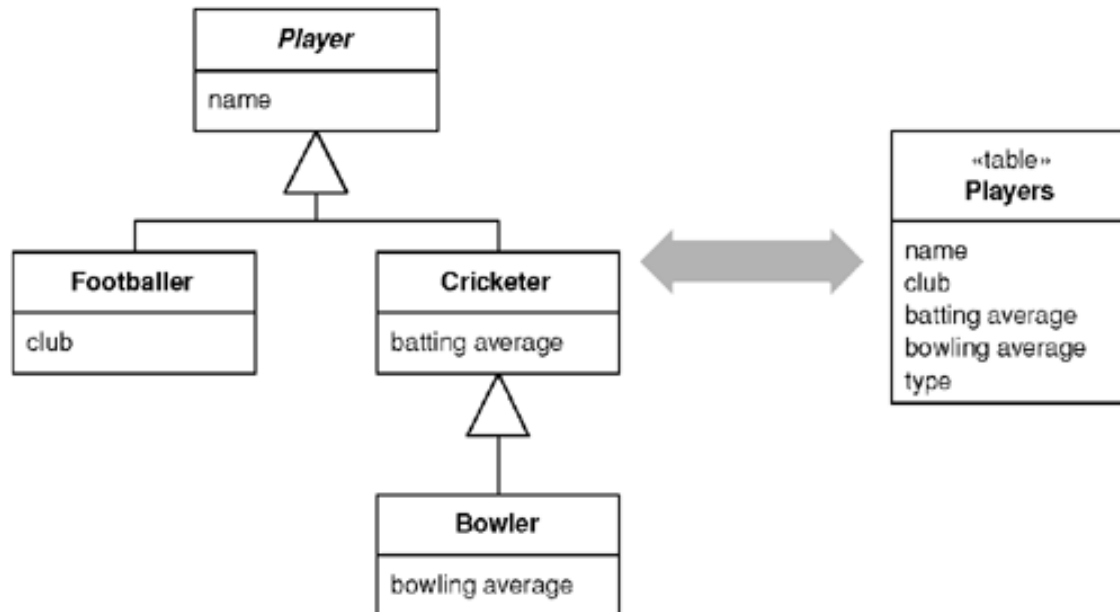 Player
name
Footballer
club
Cricketer
batting average
Bowler
bowling average
«table»
Players
name
club
batting average
bowling average
type